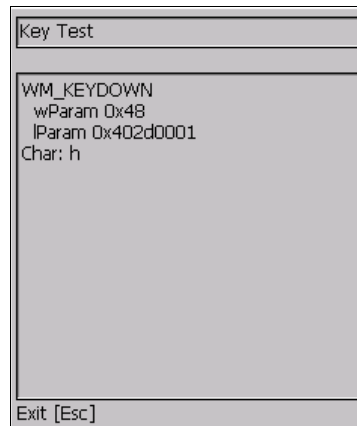 Key Test
WM_KEYDOWN
wParam 0x48
lParam 0x402d0001
Char: h
Exit [Esc]